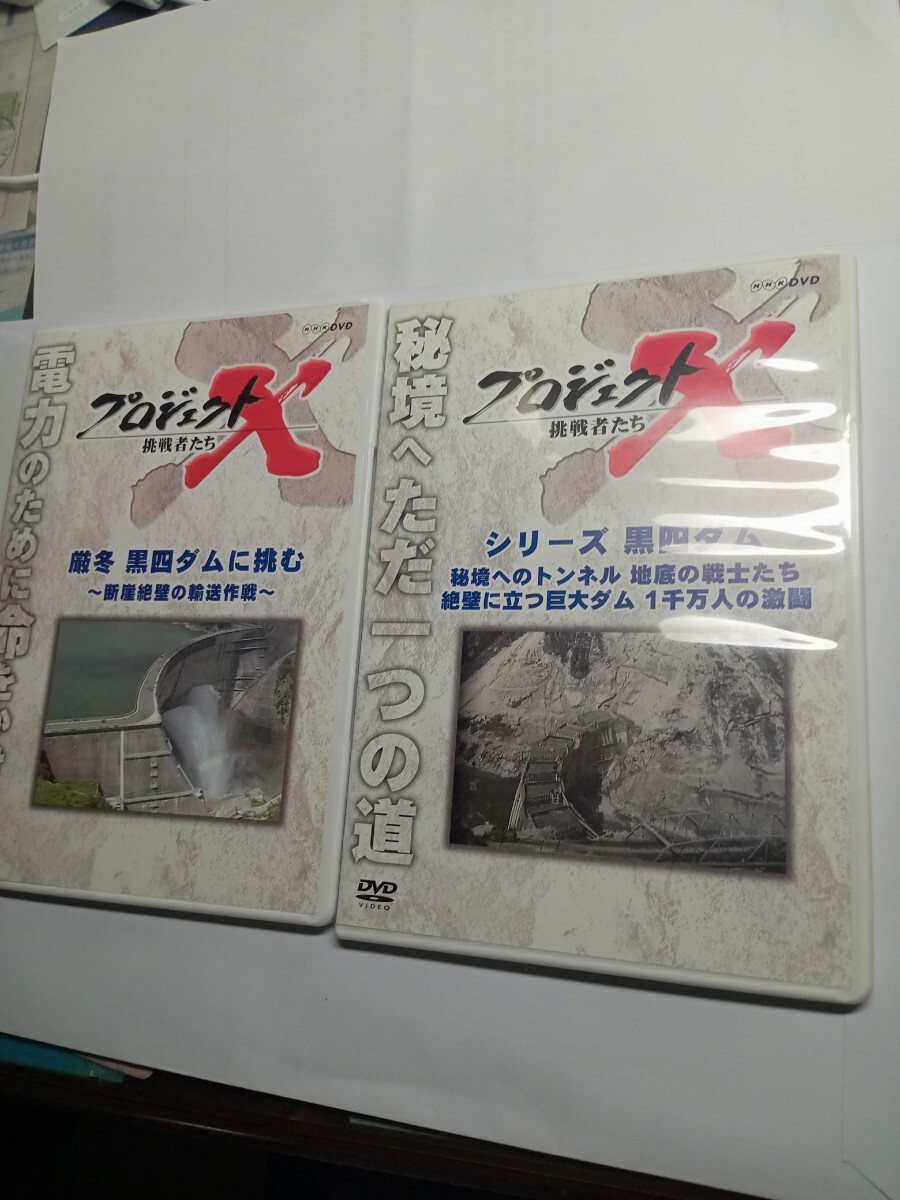 NHK DVD
プロジェクトX
挑戦者たち
電力のために命
厳冬 黒四ダムに挑む
～断崖絶壁の輸送作戦～
NHK DVD
プロジェクトX
挑戦者たち
秘境へただ一つの道
シリーズ 黒四ダム
秘境へのトンネル 地底の戦士たち
絶壁に立つ巨大ダム 1千万人の激闘
DVD
VIDEO